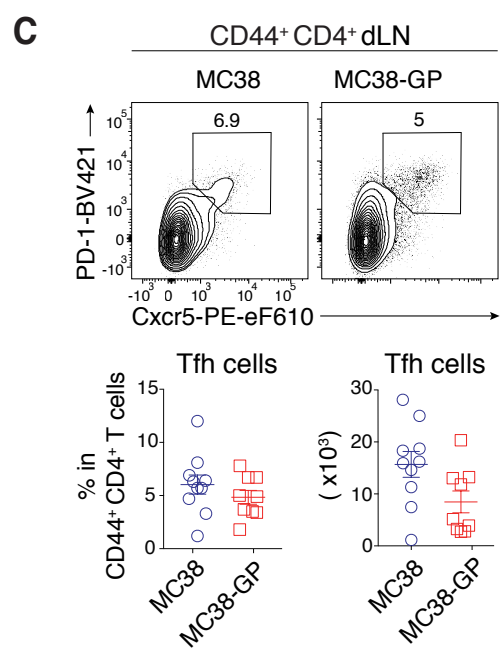 C
CD44⁺ CD4⁺ dLN
MC38 MC38-GP
6.9 5
PD-1-BV421
10⁵
10⁴
10³
0
-10³
-10³ 0 10³ 10⁴ 10⁵
Cxcr5-PE-eF610
Tfh cells Tfh cells
% in
CD44⁺ CD4⁺ T cells
15
10
5
0
( x10³)
30
20
10
0
MC38 MC38-GP MC38 MC38-GP